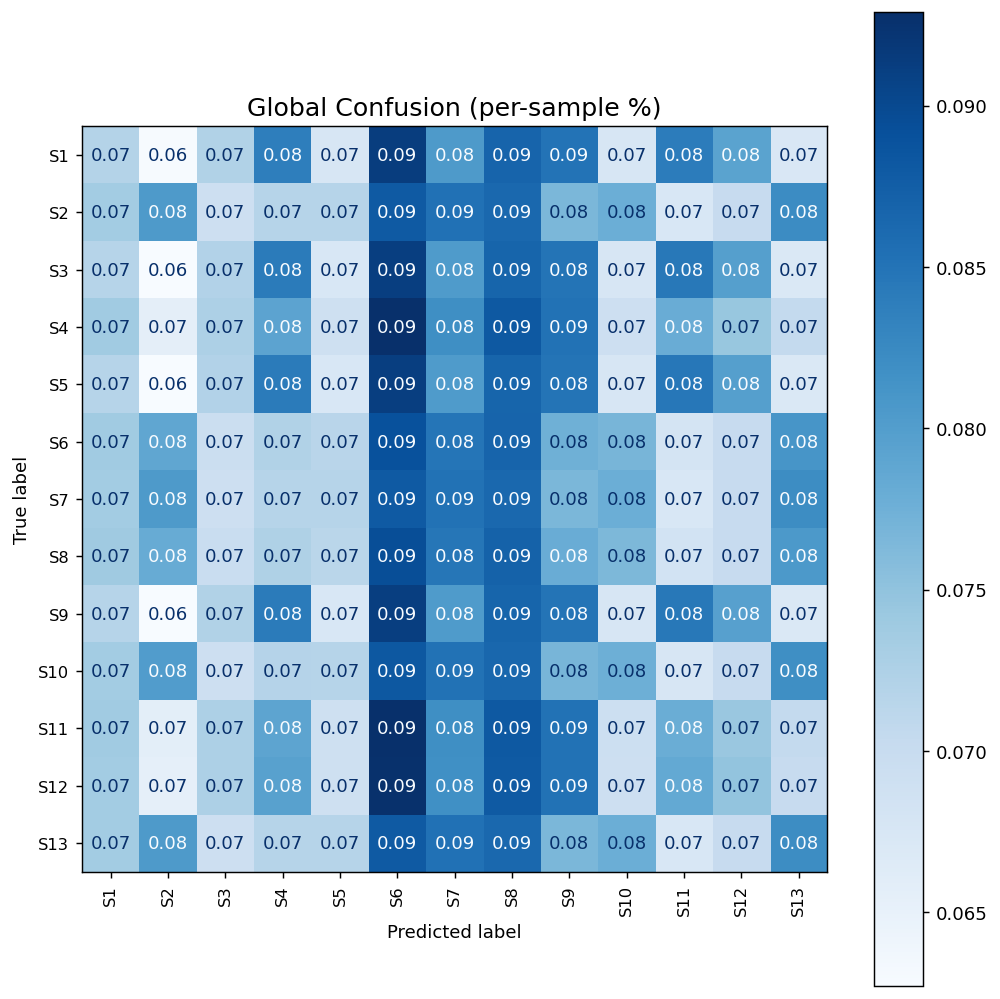 Global Confusion (per-sample %)
S1 0.07 0.06 0.07 0.08 0.07 0.09 0.08 0.09 0.09 0.07 0.08 0.08 0.07
S2 0.07 0.08 0.07 0.07 0.07 0.09 0.09 0.09 0.08 0.08 0.07 0.07 0.08
S3 0.07 0.06 0.07 0.08 0.07 0.09 0.08 0.09 0.08 0.07 0.08 0.08 0.07
S4 0.07 0.07 0.07 0.08 0.07 0.09 0.08 0.09 0.09 0.07 0.08 0.07 0.07
S5 0.07 0.06 0.07 0.08 0.07 0.09 0.08 0.09 0.08 0.07 0.08 0.08 0.07
S6 0.07 0.08 0.07 0.07 0.07 0.09 0.08 0.09 0.08 0.08 0.07 0.07 0.08
S7 0.07 0.08 0.07 0.07 0.07 0.09 0.09 0.09 0.08 0.08 0.07 0.07 0.08
S8 0.07 0.08 0.07 0.07 0.07 0.09 0.08 0.09 0.08 0.08 0.07 0.07 0.08
S9 0.07 0.06 0.07 0.08 0.07 0.09 0.08 0.09 0.08 0.07 0.08 0.08 0.07
S10 0.07 0.08 0.07 0.07 0.07 0.09 0.09 0.09 0.08 0.08 0.07 0.07 0.08
S11 0.07 0.07 0.07 0.08 0.07 0.09 0.08 0.09 0.09 0.07 0.08 0.07 0.07
S12 0.07 0.07 0.07 0.08 0.07 0.09 0.08 0.09 0.09 0.07 0.08 0.07 0.07
S13 0.07 0.08 0.07 0.07 0.07 0.09 0.09 0.09 0.08 0.08 0.07 0.07 0.08
S1 S2 S3 S4 S5 S6 S7 S8 S9 S10 S11 S12 S13
Predicted label
True label
0.090
0.085
0.080
0.075
0.070
0.065